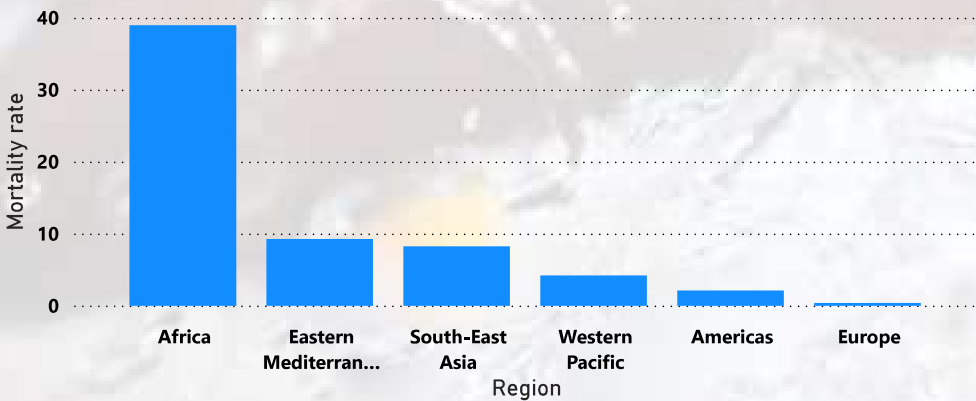 40
30
20
10
0
Mortality rate
Africa
Eastern
Mediterran...
South-East
Asia
Western
Pacific
Americas
Europe
Region